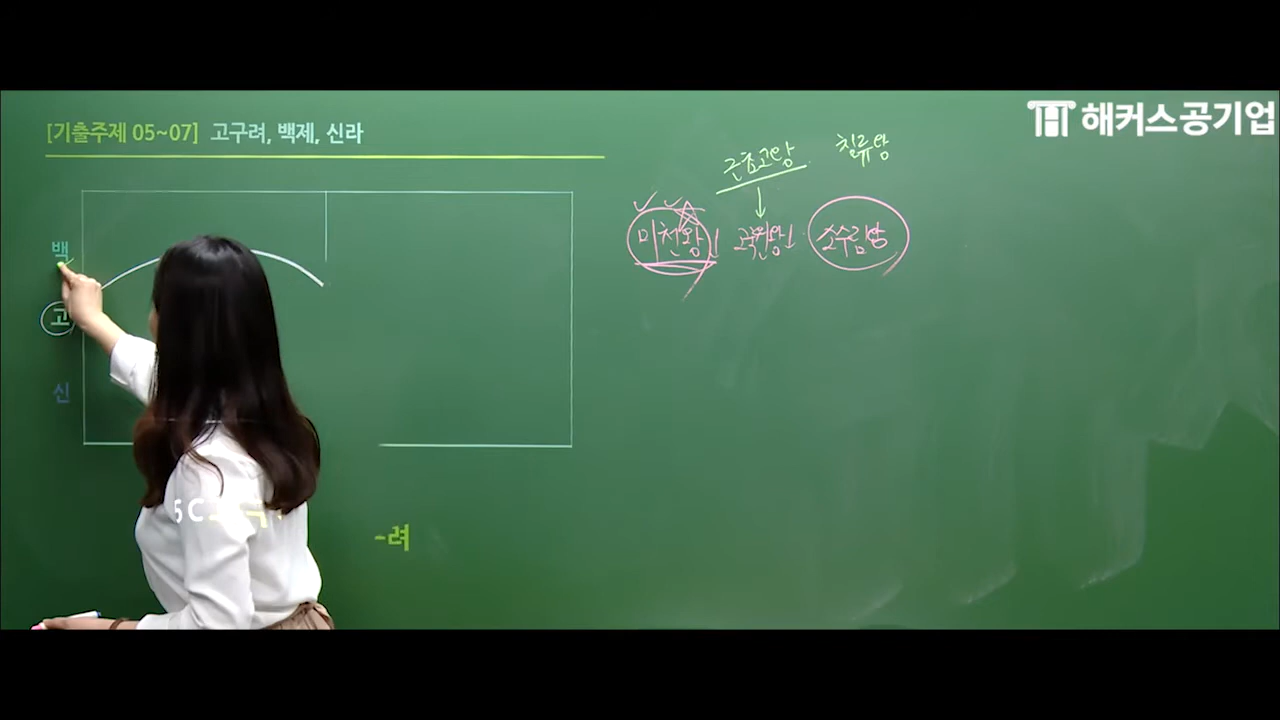 [기출주제 05~07] 고구려, 백제, 신라
해커스공기업
근초고왕 침류왕
미천왕 고국원왕 소수림왕
백
고
신
5C
-려